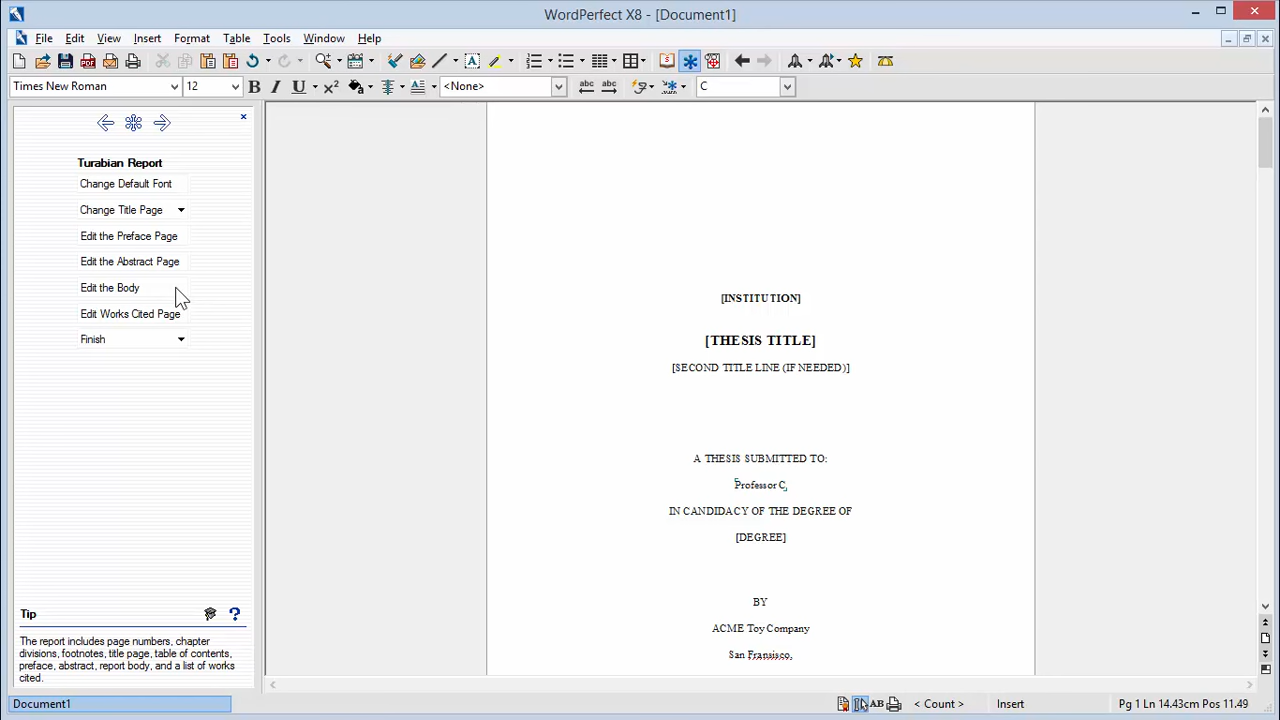 WordPerfect X8 - [Document1]
File Edit View Insert Format Table Tools Window Help
Times New Roman 12 B I U x² <None> abc abc C
Turabian Report
Change Default Font
Change Title Page
Edit the Preface Page
Edit the Abstract Page
Edit the Body
Edit Works Cited Page
Finish
Tip
The report includes page numbers, chapter
divisions, footnotes, title page, table of contents,
preface, abstract, report body, and a list of works
cited.
[INSTITUTION]
[THESIS TITLE]
[SECOND TITLE LINE (IF NEEDED)]
A THESIS SUBMITTED TO:
Professor C,
IN CANDIDACY OF THE DEGREE OF
[DEGREE]
BY
ACME Toy Company
San Fransisco,
Document1 AB < Count > Insert Pg 1 Ln 14.43cm Pos 11.49